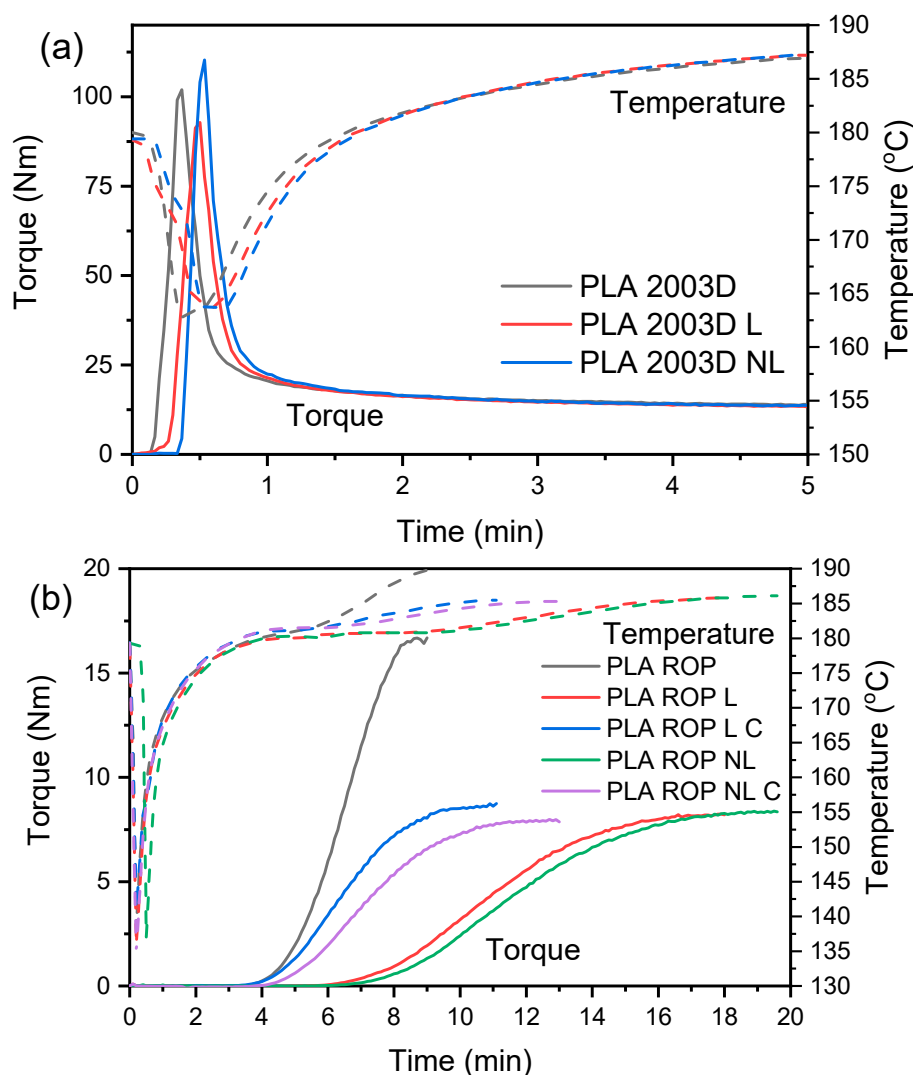 (a)
190
185
180
175
170
165
160
155
150
100
75
50
25
0
Torque (Nm)
Temperature (°C)
Temperature
PLA 2003D
PLA 2003D L
PLA 2003D NL
Torque
0 1 2 3 4 5
Time (min)
(b)
20
15
10
5
0
190
185
180
175
170
165
160
155
150
145
140
135
130
Torque (Nm)
Temperature (°C)
Temperature
PLA ROP
PLA ROP L
PLA ROP L C
PLA ROP NL
PLA ROP NL C
Torque
0 2 4 6 8 10 12 14 16 18 20
Time (min)